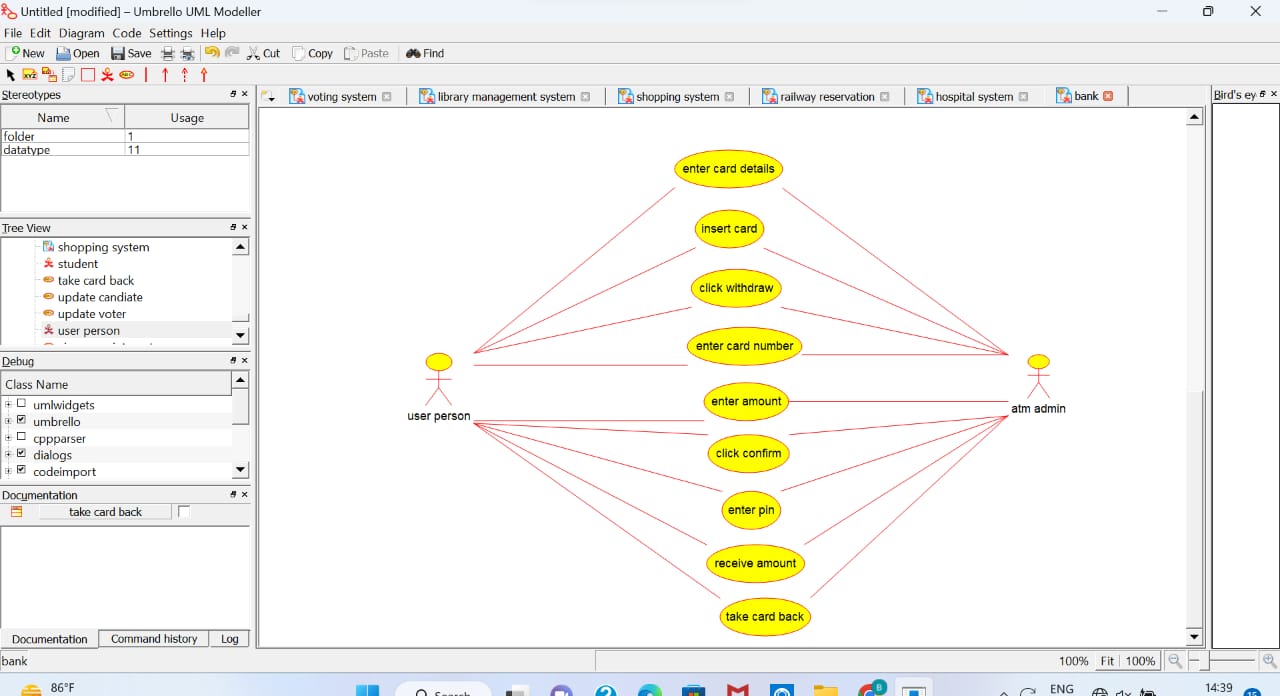 Untitled [modified] – Umbrello UML Modeller
File Edit Diagram Code Settings Help
New Open Save Cut Copy Paste Find
Stereotypes
Name Usage
folder 1
datatype 11
Tree View
shopping system
student
take card back
update candiate
update voter
user person
Debug
Class Name
umlwidgets
umbrello
cppparser
dialogs
codeimport
Documentation
take card back
Documentation Command history Log
voting system library management system shopping system railway reservation hospital system bank
Bird's ey
enter card details
insert card
click withdraw
enter card number
enter amount
click confirm
enter pin
receive amount
take card back
user person
atm admin
bank
100% Fit 100%
86°F
Search
ENG
14:39
15